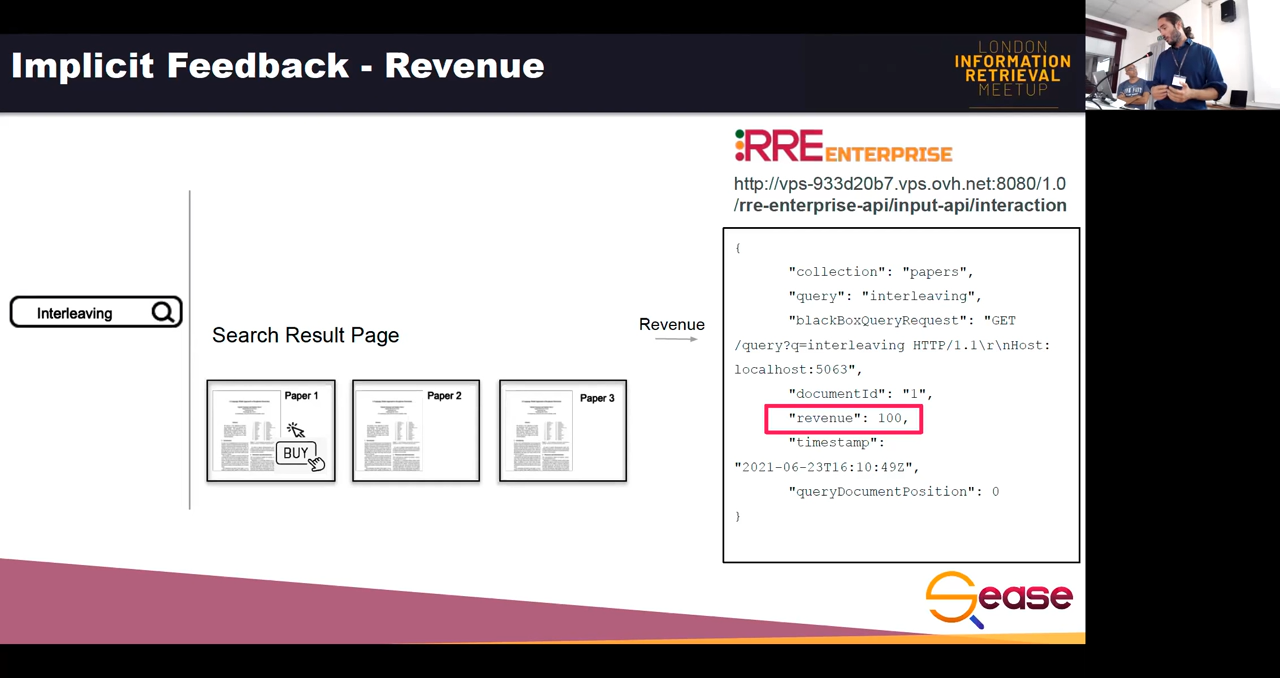 Implicit Feedback - Revenue
LONDON
INFORMATION
RETRIEVAL
MEETUP
RRE ENTERPRISE
http://vps-933d20b7.vps.ovh.net:8080/1.0
/rre-enterprise-api/input-api/interaction
Interleaving
Search Result Page
Revenue
Paper 1
BUY
Paper 2
Paper 3
{
"collection": "papers",
"query": "interleaving",
"blackBoxQueryRequest": "GET
/query?q=interleaving HTTP/1.1\r\nHost:
localhost:5063",
"documentId": "1",
"revenue": 100,
"timestamp":
"2021-06-23T16:10:49Z",
"queryDocumentPosition": 0
}
Sease